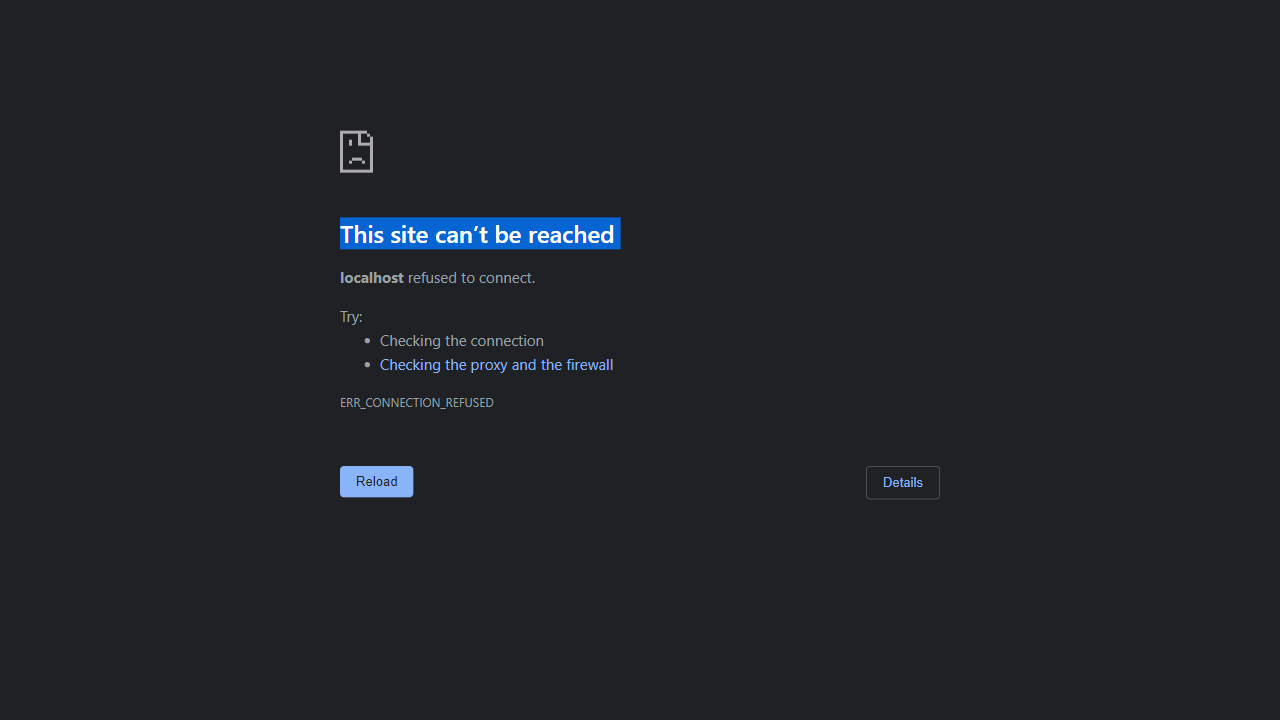 This site can’t be reached
localhost refused to connect.
Try:
• Checking the connection
• Checking the proxy and the firewall
ERR_CONNECTION_REFUSED
Reload
Details